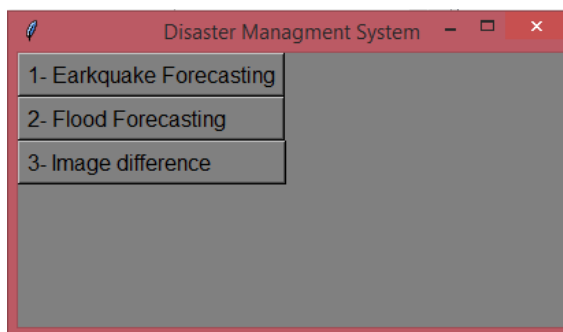 Disaster Managment System
1- Earkquake Forecasting
2- Flood Forecasting
3- Image difference